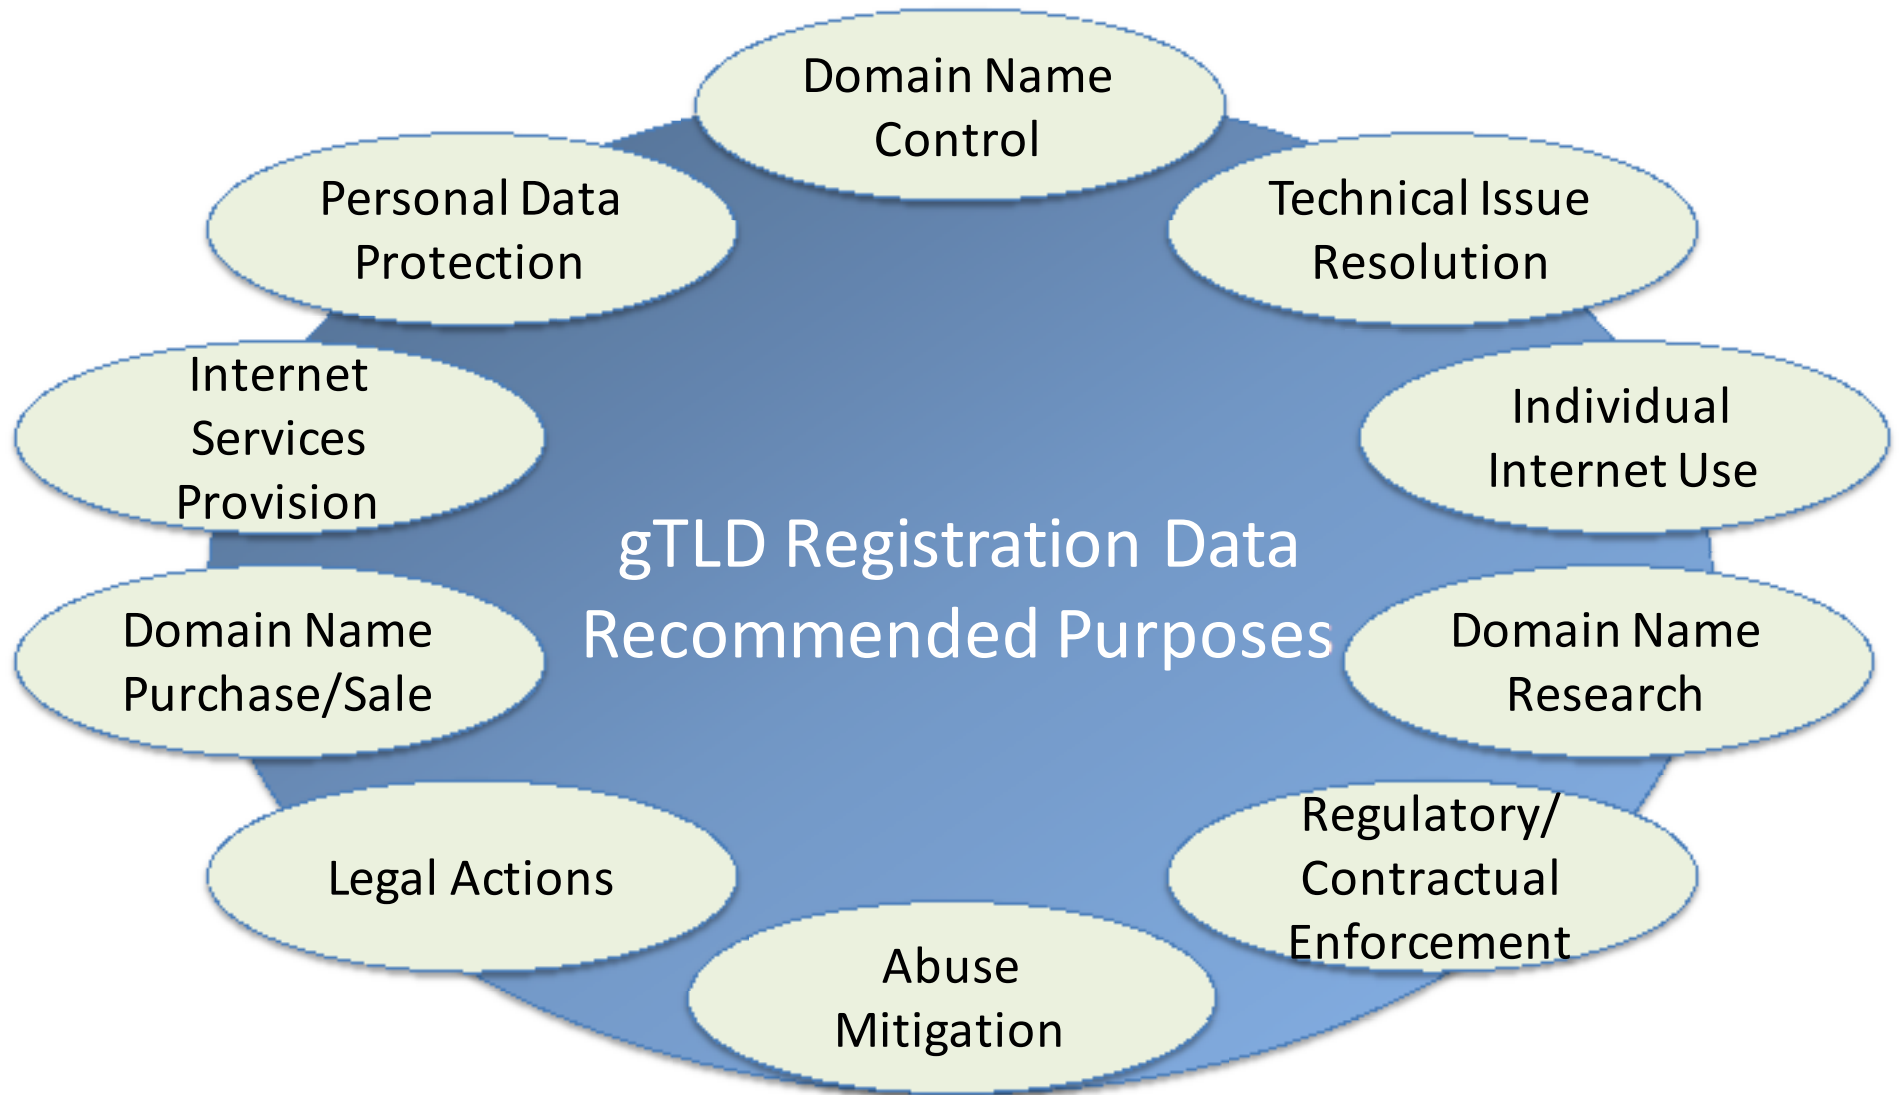 Domain Name
Control
Personal Data
Protection
Technical Issue
Resolution
Internet
Services
Provision
Individual
Internet Use
gTLD Registration Data
Recommended Purposes
Domain Name
Purchase/Sale
Domain Name
Research
Legal Actions
Regulatory/
Contractual
Enforcement
Abuse
Mitigation